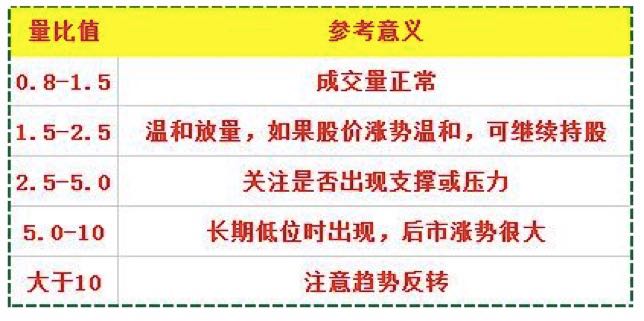 量比值 参考意义
0.8-1.5 成交量正常
1.5-2.5 温和放量，如果股价涨势温和，可继续持股
2.5-5.0 关注是否出现支撑或压力
5.0-10 长期低位时出现，后市涨势很大
大于10 注意趋势反转